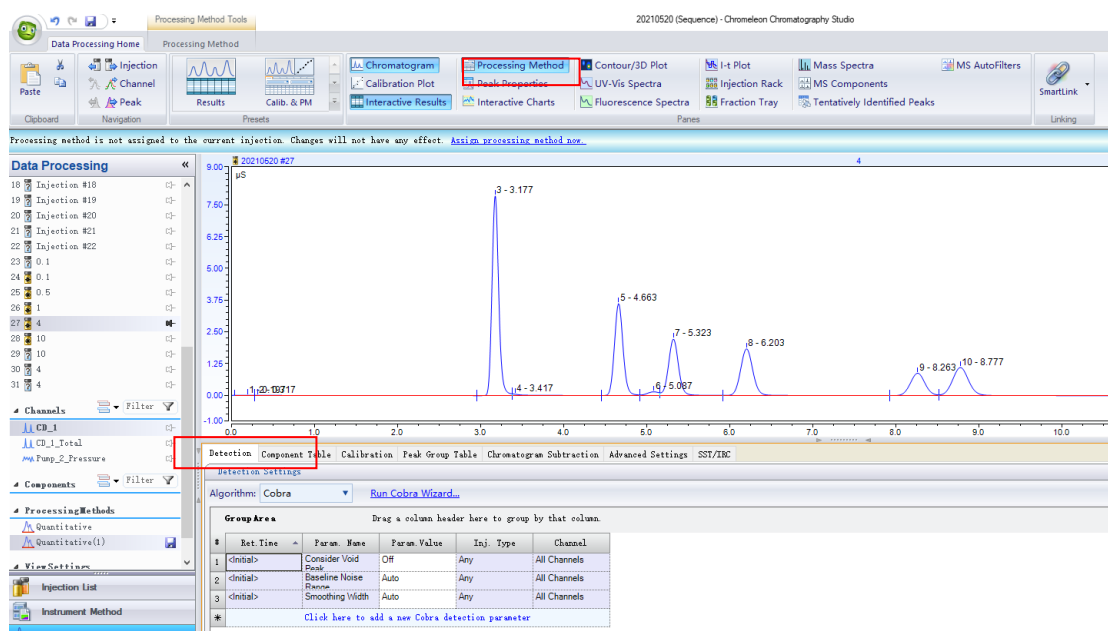 Processing Method Tools
20210520 (Sequence) - Chromeleon Chromatography Studio
Data Processing Home Processing Method
Paste Injection Channel Peak
Results Calib. & PM
Chromatogram Processing Method Contour/3D Plot I-t Plot Mass Spectra MS AutoFilters
Calibration Plot Peak Properties UV-Vis Spectra Injection Rack MS Components
Interactive Results Interactive Charts Fluorescence Spectra Fraction Tray Tentatively Identified Peaks
SmartLink
Clipboard Navigation Presets Panes Linking
Processing method is not assigned to the current injection. Changes will not have any effect. Assign processing method now.
Data Processing «
18 Injection #18
19 Injection #19
20 Injection #20
21 Injection #21
22 Injection #22
23 0.1
24 0.1
25 0.5
26 1
27 4
28 10
29 10
30 4
31 4
Channels Filter
CD_1
CD_1_Total
Pump_2_Pressure
Components Filter
ProcessingMethods
Quantitative
Quantitative(1)
ViewSettings
Injection List
Instrument Method
20210520 #27 4
µS
9.00
7.50
6.25
5.00
3.75
2.50
1.25
0.00
-1.00
3 - 3.177
4 - 3.417
5 - 4.663
6 - 5.087
7 - 5.323
8 - 6.203
9 - 8.263
10 - 8.777
0.0 1.0 2.0 3.0 4.0 5.0 6.0 7.0 8.0 9.0 10.0
Detection Component Table Calibration Peak Group Table Chromatogram Subtraction Advanced Settings SST/IRC
Detection Settings
Algorithm: Cobra Run Cobra Wizard...
Group Area Drag a column header here to group by that column.
# Ret.Time Param. Name Param.Value Inj. Type Channel
1 <Initial> Consider Void Peak Off Any All Channels
2 <Initial> Baseline Noise Range Auto Any All Channels
3 <Initial> Smoothing Width Auto Any All Channels
* Click here to add a new Cobra detection parameter